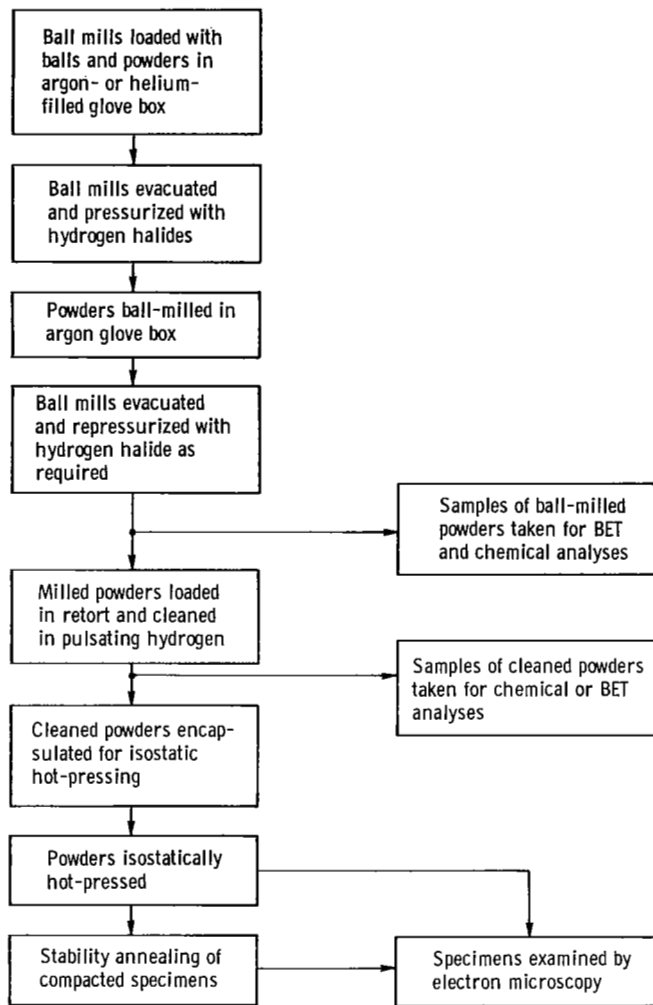 Ball mills loaded with
balls and powders in
argon- or helium-
filled glove box
Ball mills evacuated
and pressurized with
hydrogen halides
Powders ball-milled in
argon glove box
Ball mills evacuated
and repressurized with
hydrogen halide as
required
Samples of ball-milled
powders taken for BET
and chemical analyses
Milled powders loaded
in retort and cleaned
in pulsating hydrogen
Samples of cleaned powders
taken for chemical or BET
analyses
Cleaned powders encap-
sulated for isostatic
hot-pressing
Powders isostatically
hot-pressed
Stability annealing of
compacted specimens
Specimens examined by
electron microscopy